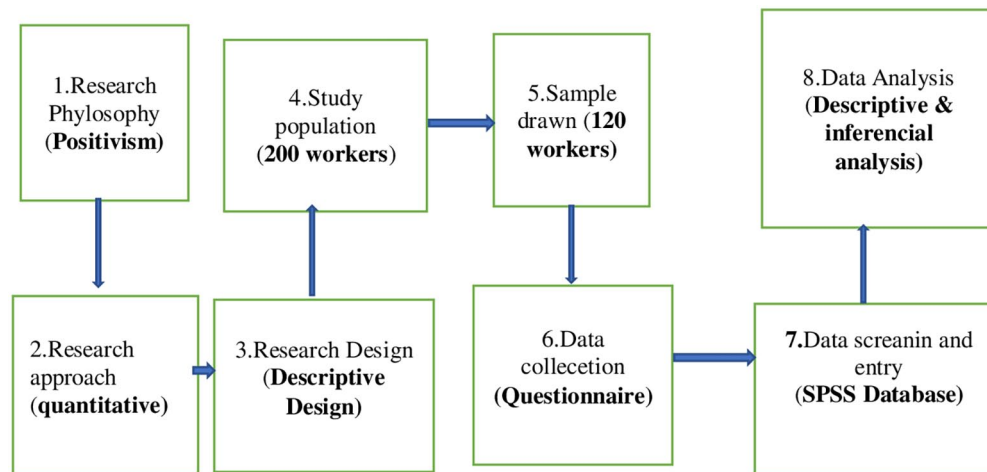 1.Research
Phylosophy
(Positivism)
2.Research
approach
(quantitative)
3.Research Design
(Descriptive
Design)
4.Study
population
(200 workers)
5.Sample
drawn (120
workers)
6.Data
collecetion
(Questionnaire)
7.Data screanin and
entry
(SPSS Database)
8.Data Analysis
(Descriptive &
inferencial
analysis)